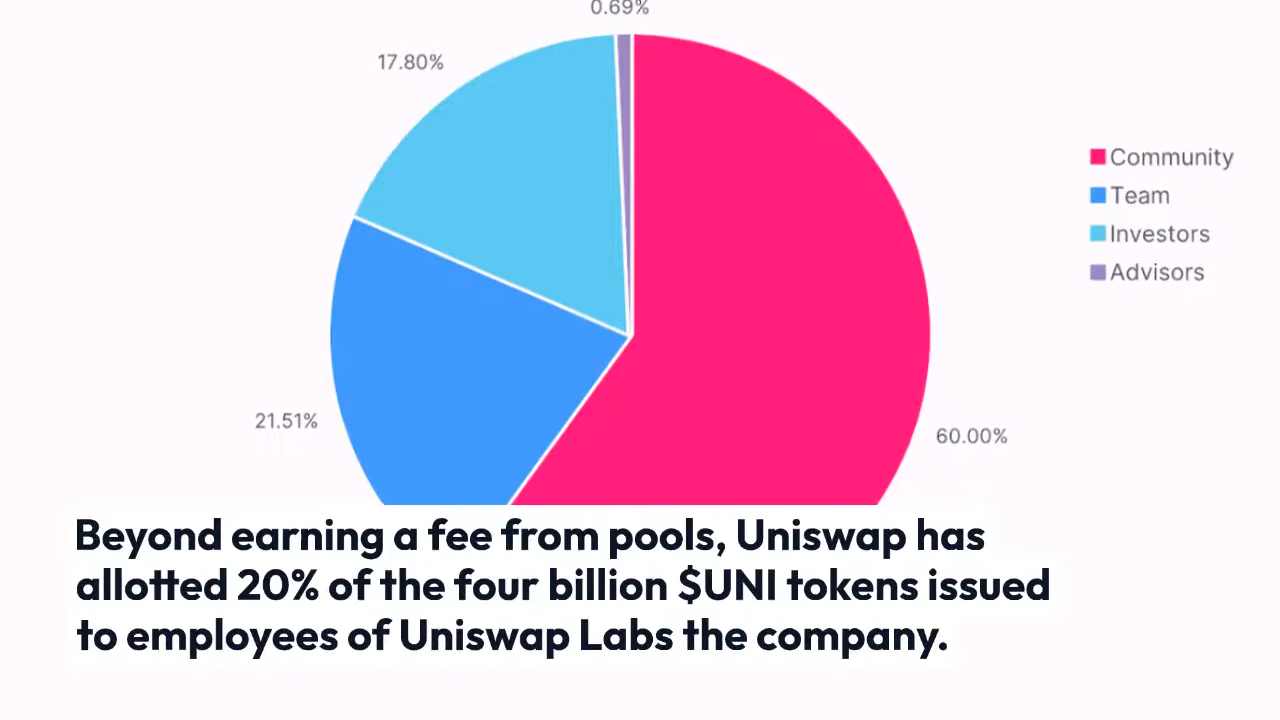 0.69%
17.80%
Community
Team
Investors
Advisors
21.51%
60.00%
Beyond earning a fee from pools, Uniswap has
allotted 20% of the four billion $UNI tokens issued
to employees of Uniswap Labs the company.